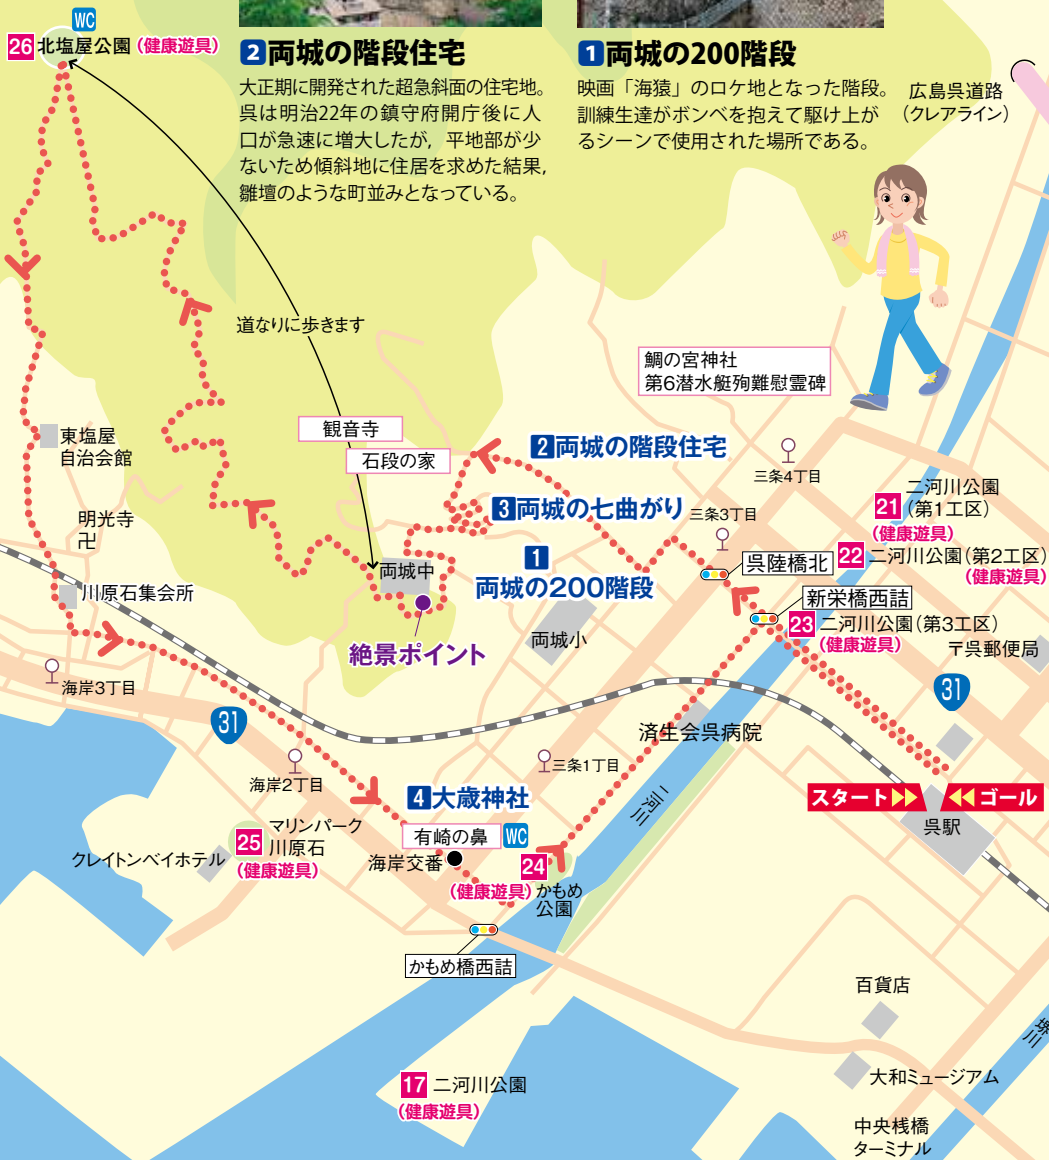 WC
26 北塩屋公園 (健康遊具)
2 両城の階段住宅
大正期に開発された超急斜面の住宅地。
呉は明治22年の鎮守府開庁後に人
口が急速に増大したが，平地部が少
ないため傾斜地に住居を求めた結果，
雛壇のような町並みとなっている。
1 両城の200階段
映画「海猿」のロケ地となった階段。
訓練生達がボンベを抱えて駆け上が
るシーンで使用された場所である。
広島呉道路
（クレアライン）
道なりに歩きます
鯛の宮神社
第6潜水艇殉難慰霊碑
観音寺
石段の家
2 両城の階段住宅
三条4丁目
東塩屋
自治会館
3 両城の七曲がり
三条3丁目
21 二河川公園
（第1工区）
(健康遊具)
明光寺
卍
1
両城の200階段
呉陸橋北
22 二河川公園（第2工区）
(健康遊具)
両城中
川原石集会所
新栄橋西詰
23 二河川公園（第3工区）
(健康遊具)
両城小
絶景ポイント
〒呉郵便局
海岸3丁目
31
31
済生会呉病院
三条1丁目
海岸2丁目
二河川
スタート
ゴール
呉駅
4 大歳神社
有崎の鼻
WC
25 マリンパーク
川原石
(健康遊具)
クレイトンベイホテル
海岸交番
24
(健康遊具)
かもめ
公園
かもめ橋西詰
百貨店
堺川
大和ミュージアム
17 二河川公園
(健康遊具)
中央桟橋
ターミナル